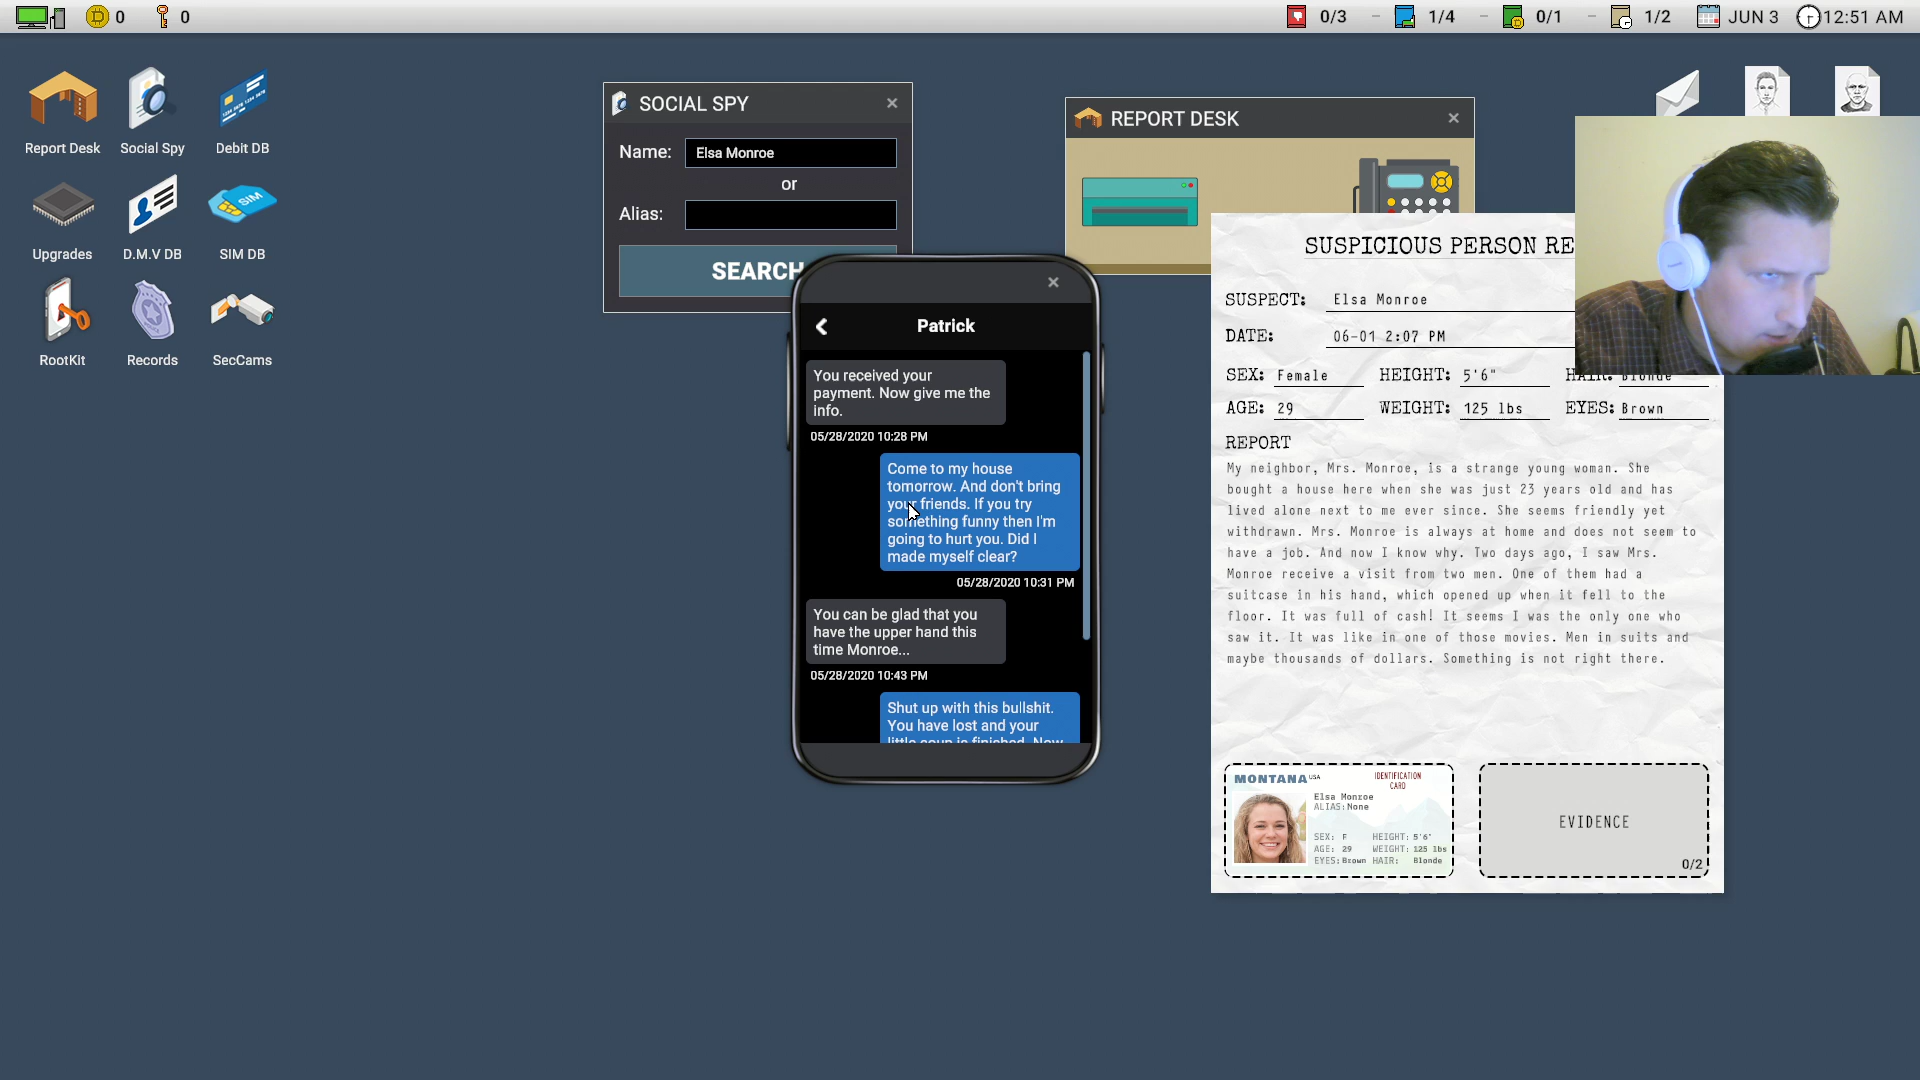 0
0
0/3
1/4
0/1
1/2
JUN 3
12:51 AM
Report Desk
Social Spy
Debit DB
Upgrades
D.M.V DB
SIM DB
RootKit
Records
SecCams
SOCIAL SPY
Name: Elsa Monroe
or
Alias:
SEARCH
REPORT DESK
Patrick
You received your
payment. Now give me the
info.
05/28/2020 10:28 PM
Come to my house
tomorrow. And don't bring
your friends. If you try
something funny then I'm
going to hurt you. Did I
made myself clear?
05/28/2020 10:31 PM
You can be glad that you
have the upper hand this
time Monroe...
05/28/2020 10:43 PM
Shut up with this bullshit.
You have lost and your
little coup is finished. Now
SUSPICIOUS PERSON RE
SUSPECT: Elsa Monroe
DATE: 06-01 2:07 PM
SEX: Female HEIGHT: 5'6" HAIR: Blonde
AGE: 29 WEIGHT: 125 lbs EYES: Brown
REPORT
My neighbor, Mrs. Monroe, is a strange young woman. She
bought a house here when she was just 23 years old and has
lived alone next to me ever since. She seems friendly yet
withdrawn. Mrs. Monroe is always at home and does not seem to
have a job. And now I know why. Two days ago, I saw Mrs.
Monroe receive a visit from two men. One of them had a
suitcase in his hand, which opened up when it fell to the
floor. It was full of cash! It seems I was the only one who
saw it. It was like in one of those movies. Men in suits and
maybe thousands of dollars. Something is not right there.
MONTANA USA
IDENTIFICATION
CARD
Elsa Monroe
ALIAS: None
SEX: F HEIGHT: 5'6"
AGE: 29 WEIGHT: 125 lbs
EYES: Brown HAIR: Blonde
EVIDENCE
0/2